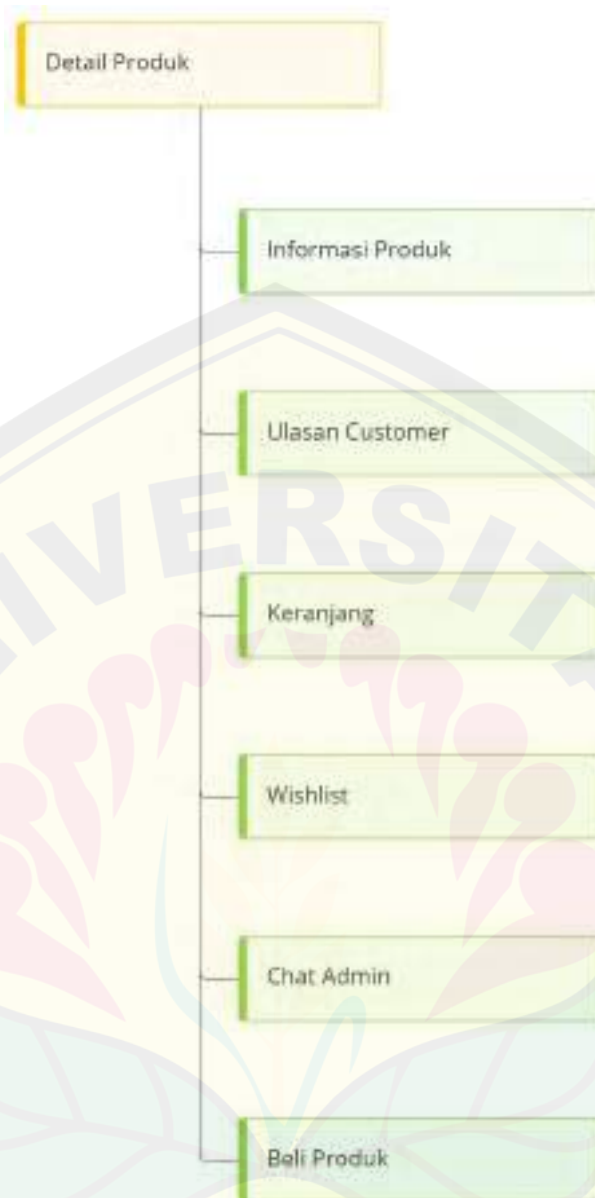 Detail Produk
Informasi Produk
Ulasan Customer
Keranjang
Wishlist
Chat Admin
Beli Produk